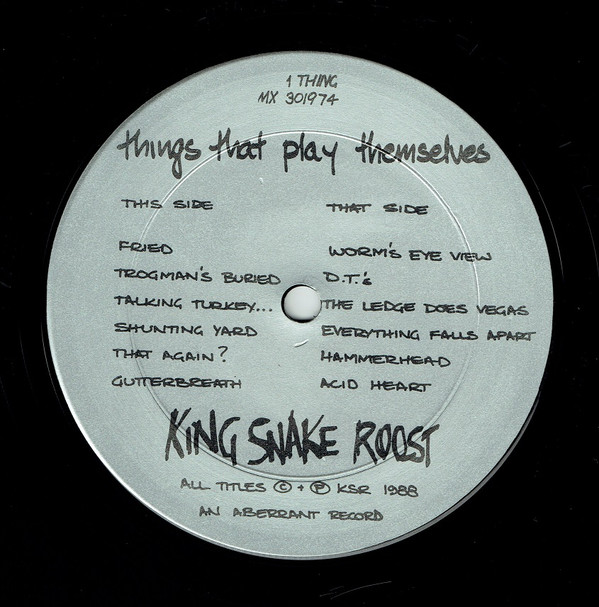 1 THING
MX 301974
things that play themselves
THIS SIDE
FRIED
TROGMAN'S BURIED
TALKING TURKEY...
SHUNTING YARD
THAT AGAIN?
GUTTERBREATH
THAT SIDE
WORM'S EYE VIEW
D.T.'s
THE LEDGE DOES VEGAS
EVERYTHING FALLS APART
HAMMERHEAD
ACID HEART
KING SNAKE ROOST
ALL TITLES © + ℗ KSR 1988
AN ABERRANT RECORD